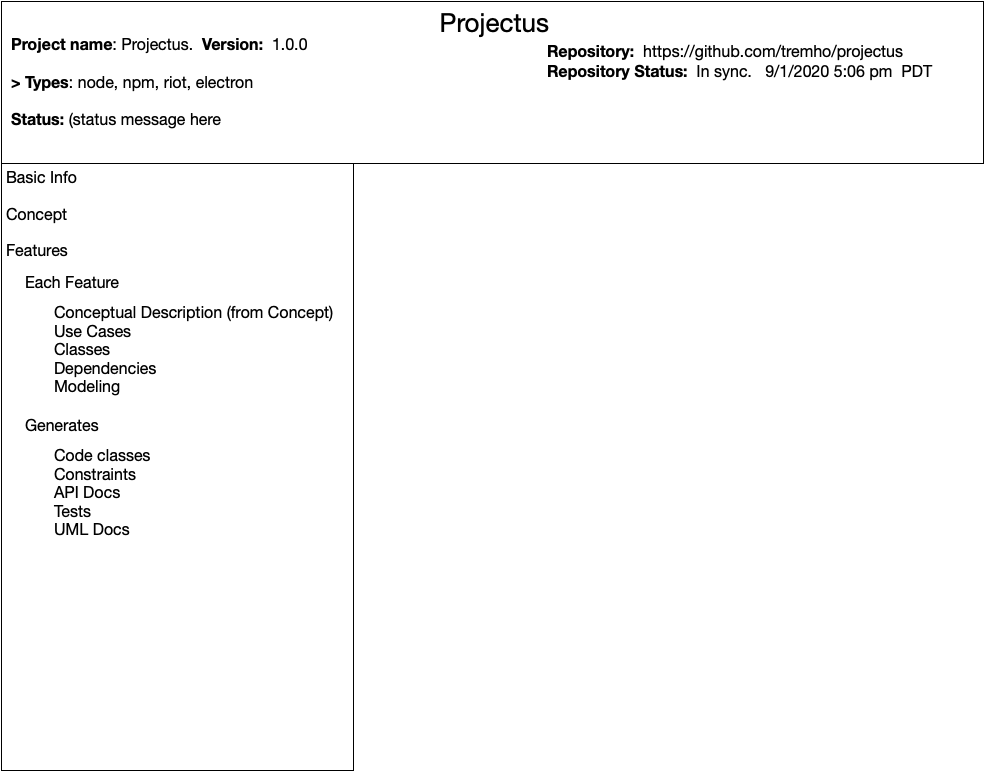 Projectus
Project name: Projectus.  Version:  1.0.0
Repository:  https://github.com/tremho/projectus
Repository Status:  In sync.   9/1/2020 5:06 pm  PDT
> Types: node, npm, riot, electron
Status: (status message here
Basic Info
Concept
Features
Each Feature
Conceptual Description (from Concept)
Use Cases
Classes
Dependencies
Modeling
Generates
Code classes
Constraints
API Docs
Tests
UML Docs